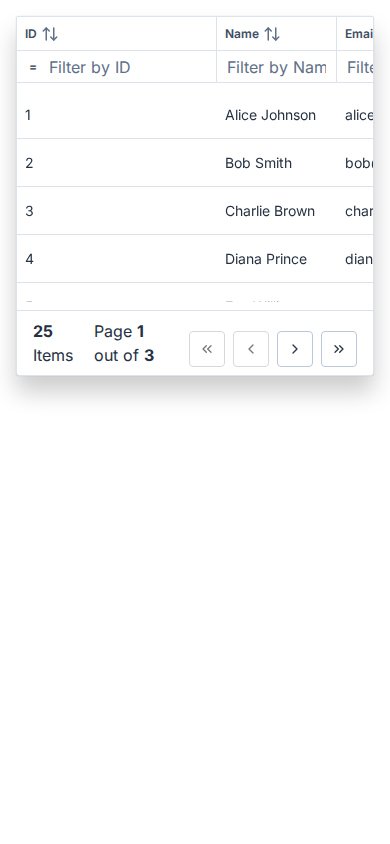 ID Name Emai
= Filter by ID Filter by Nam Filte
1 Alice Johnson alice
2 Bob Smith bob
3 Charlie Brown char
4 Diana Prince dian
25 Items Page 1 out of 3